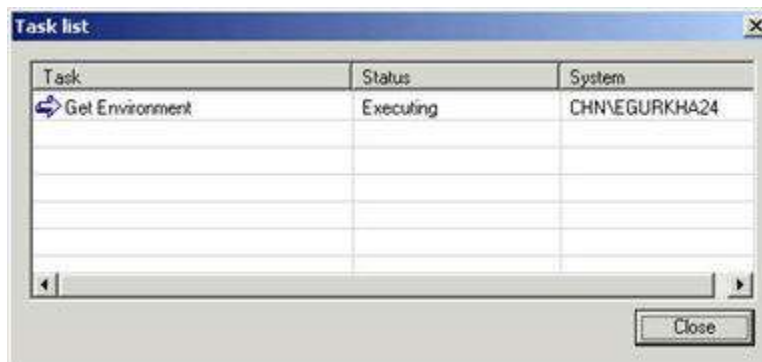 Task list
Task Status System
Get Environment Executing CHN\EGURKHA24
Close